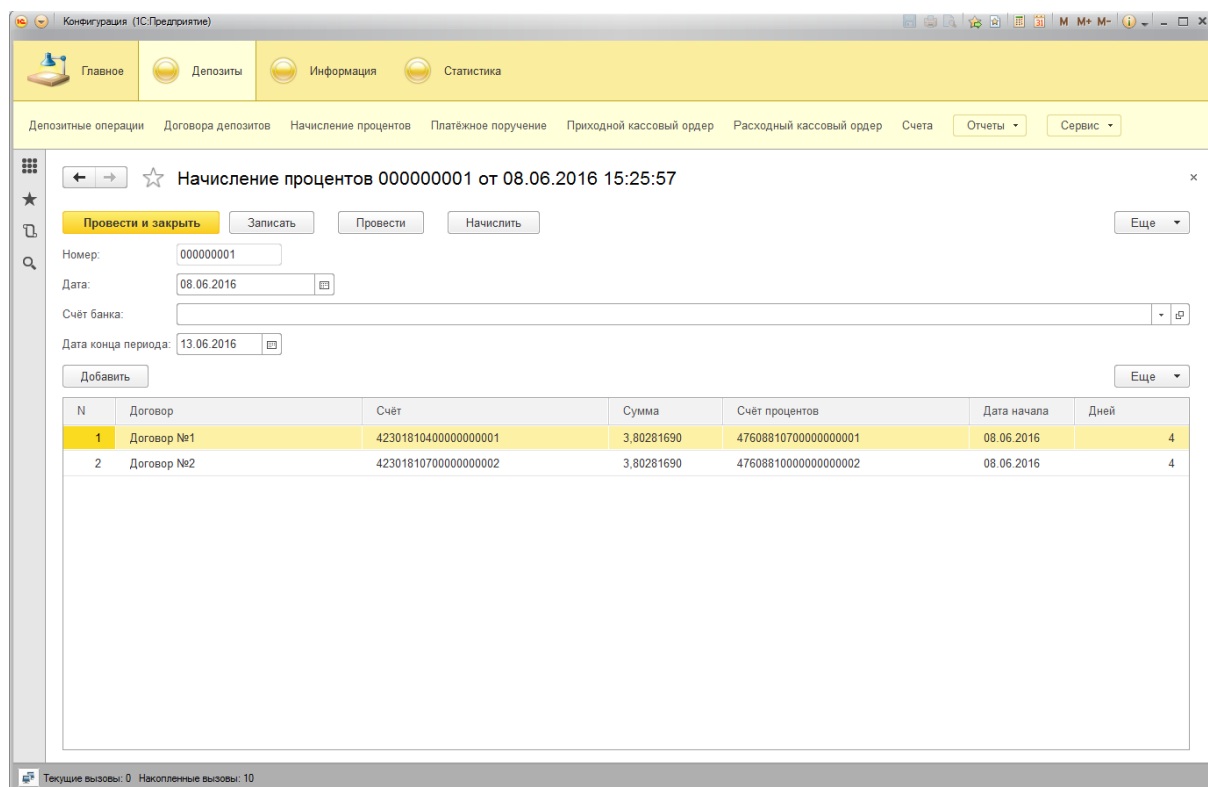 Конфигурация (1С:Предприятие) M M+ M-
Главное Депозиты Информация Статистика
Депозитные операции Договора депозитов Начисление процентов Платёжное поручение Приходной кассовый ордер Расходный кассовый ордер Счета Отчеты Сервис
Начисление процентов 000000001 от 08.06.2016 15:25:57
Провести и закрыть Записать Провести Начислить Еще
Номер: 000000001
Дата: 08.06.2016
Счёт банка:
Дата конца периода: 13.06.2016
Добавить Еще
N Договор Счёт Сумма Счёт процентов Дата начала Дней
1 Договор №1 42301810400000000001 3,80281690 47608810700000000001 08.06.2016 4
2 Договор №2 42301810700000000002 3,80281690 47608810000000000002 08.06.2016 4
Текущие вызовы: 0 Накопленные вызовы: 10